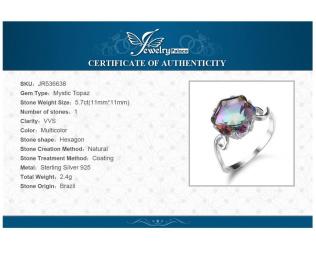 Jewelry Palace
CERTIFICATE OF AUTHENTICITY
SKU: JR536638
Gem Type: Mystic Topaz
Stone Weight Size: 5.7ct(11mm*11mm)
Number of stones: 1
Clarity: VVS
Color: Multicolor
Stone shape: Hexagon
Stone Creation Method: Natural
Stone Treatment Method: Coating
Metal: Sterling Silver 925
Total Weight: 2.4g
Stone Origin: Brazil